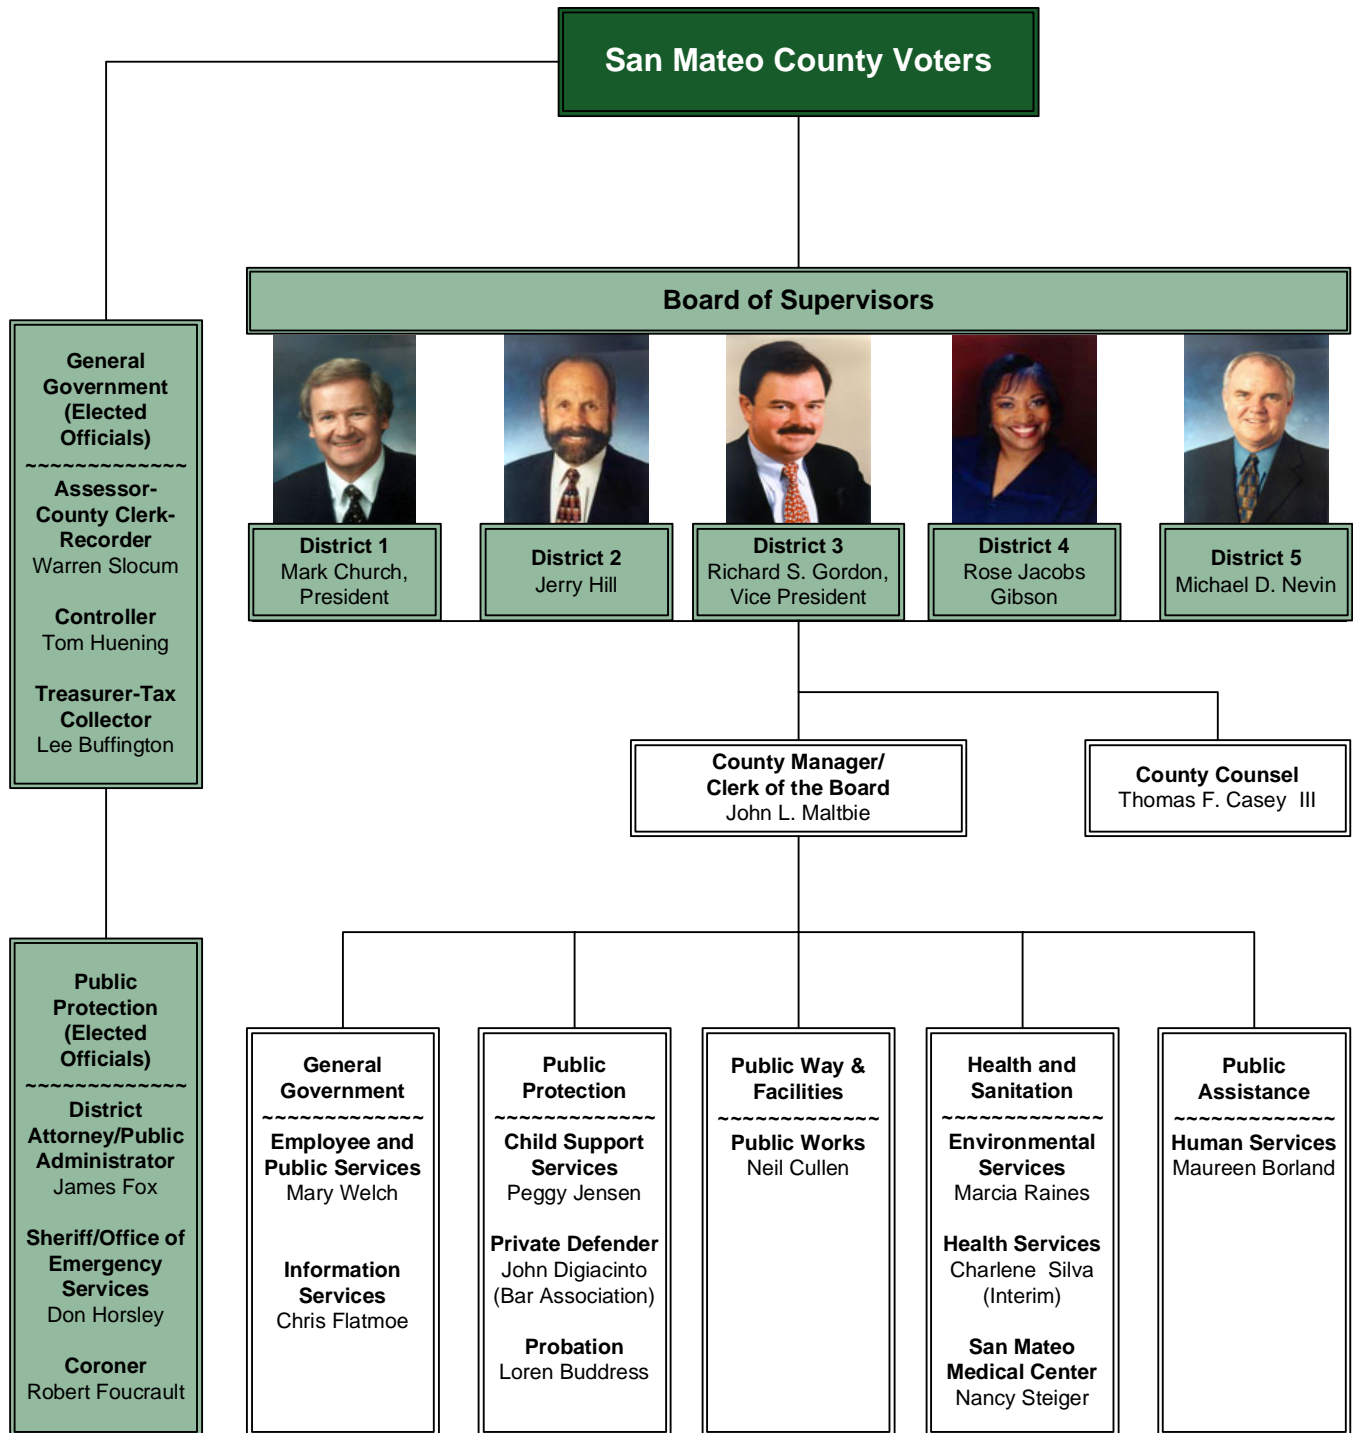 San Mateo County Voters
Board of Supervisors
General
Government
(Elected
Officials)
~~~~~~~~~~~~~
Assessor-
County Clerk-
Recorder
Warren Slocum
Controller
Tom Huening
Treasurer-Tax
Collector
Lee Buffington
District 1
Mark Church,
President
District 2
Jerry Hill
District 3
Richard S. Gordon,
Vice President
District 4
Rose Jacobs
Gibson
District 5
Michael D. Nevin
County Manager/
Clerk of the Board
John L. Maltbie
County Counsel
Thomas F. Casey  III
Public
Protection
(Elected
Officials)
~~~~~~~~~~~~~
District
Attorney/Public
Administrator
James Fox
Sheriff/Office of
Emergency
Services
Don Horsley
Coroner
Robert Foucrault
General
Government
~~~~~~~~~~~~~
Employee and
Public Services
Mary Welch
Information
Services
Chris Flatmoe
Public
Protection
~~~~~~~~~~~~~
Child Support
Services
Peggy Jensen
Private Defender
John Digiacinto
(Bar Association)
Probation
Loren Buddress
Public Way &
Facilities
~~~~~~~~~~~~~
Public Works
Neil Cullen
Health and
Sanitation
~~~~~~~~~~~~~
Environmental
Services
Marcia Raines
Health Services
Charlene  Silva
(Interim)
San Mateo
Medical Center
Nancy Steiger
Public
Assistance
~~~~~~~~~~~~~
Human Services
Maureen Borland